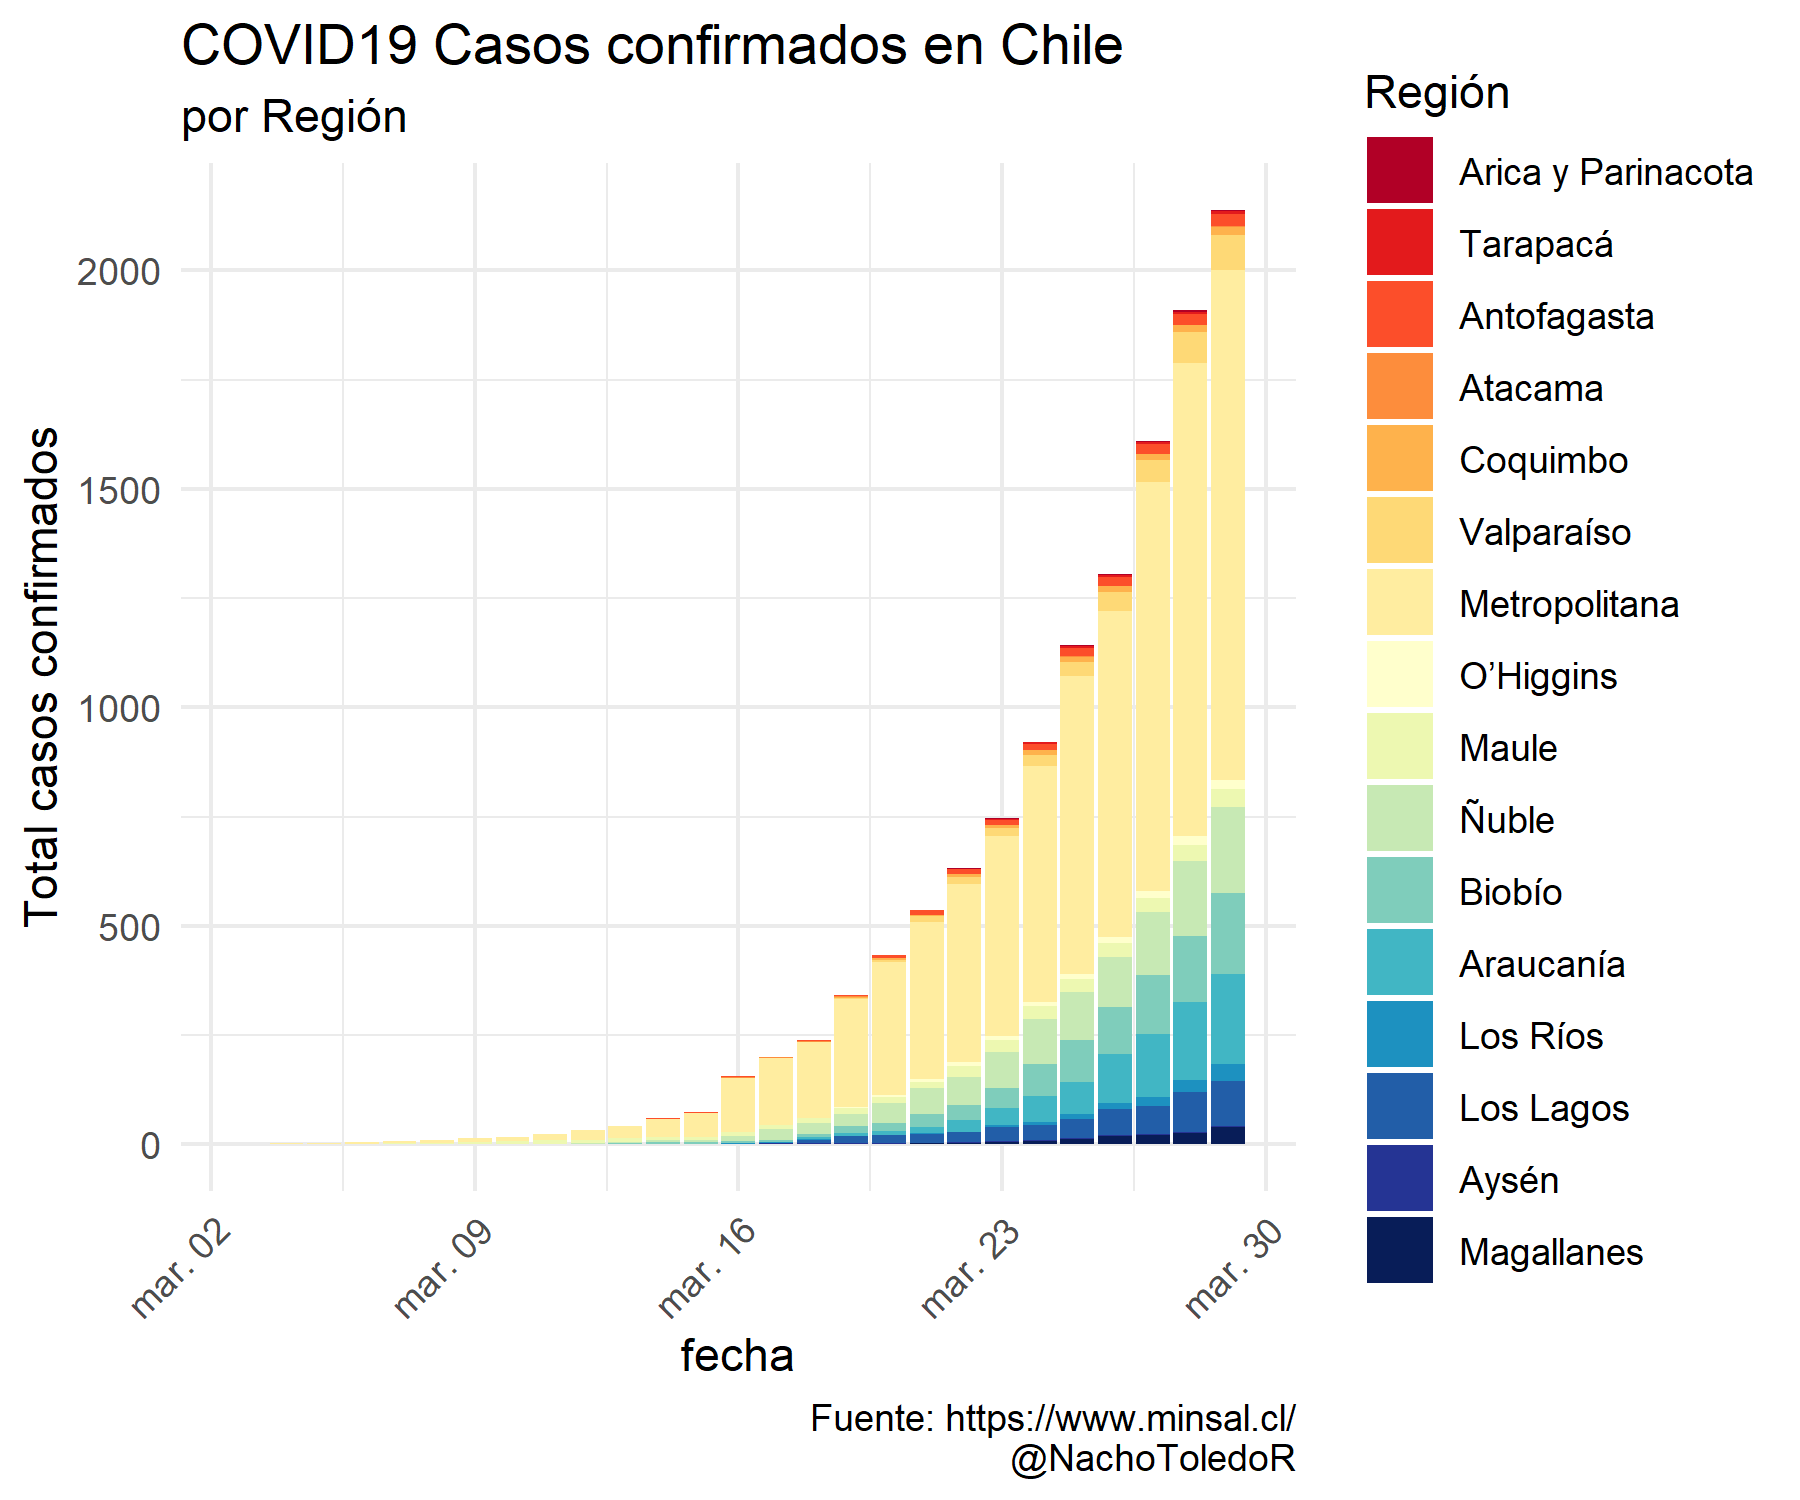 COVID19 Casos confirmados en Chile
por Región
Total casos confirmados
2000
1500
1000
500
0
mar. 02
mar. 09
mar. 16
mar. 23
mar. 30
fecha
Región
Arica y Parinacota
Tarapacá
Antofagasta
Atacama
Coquimbo
Valparaíso
Metropolitana
O’Higgins
Maule
Ñuble
Biobío
Araucanía
Los Ríos
Los Lagos
Aysén
Magallanes
Fuente: https://www.minsal.cl/
@NachoToledoR